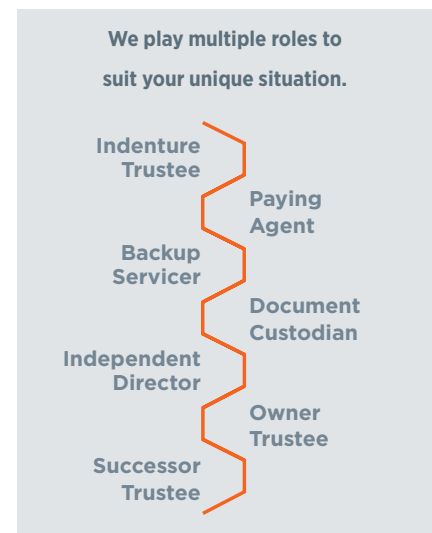 We play multiple roles to
suit your unique situation.
Indenture
Trustee
Paying
Agent
Backup
Servicer
Document
Custodian
Independent
Director
Owner
Trustee
Successor
Trustee